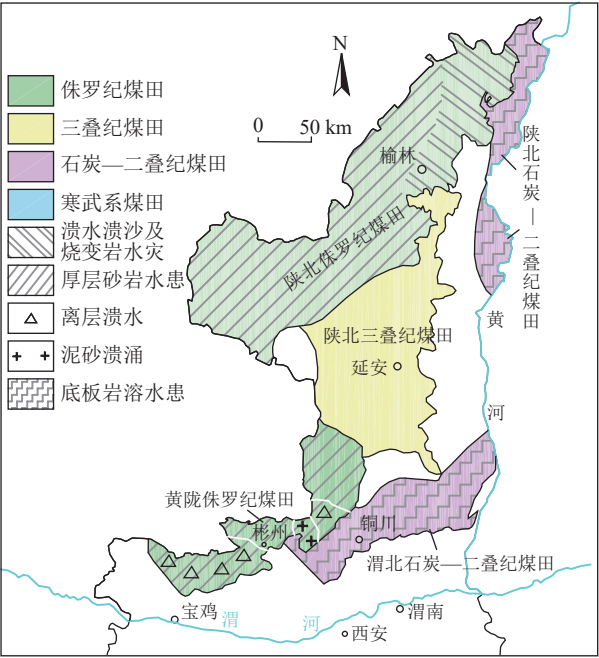 N
0 50 km
侏罗纪煤田
三叠纪煤田
石炭—二叠纪煤田
寒武系煤田
溃水溃沙及
烧变岩水灾
厚层砂岩水患
离层溃水
泥砂溃涌
底板岩溶水患
榆林
陕北石炭—二叠纪煤田
陕北侏罗纪煤田
黄
陕北三叠纪煤田
延安
河
黄陇侏罗纪煤田
彬州
铜川
渭北石炭—二叠纪煤田
宝鸡
渭
河
渭南
西安